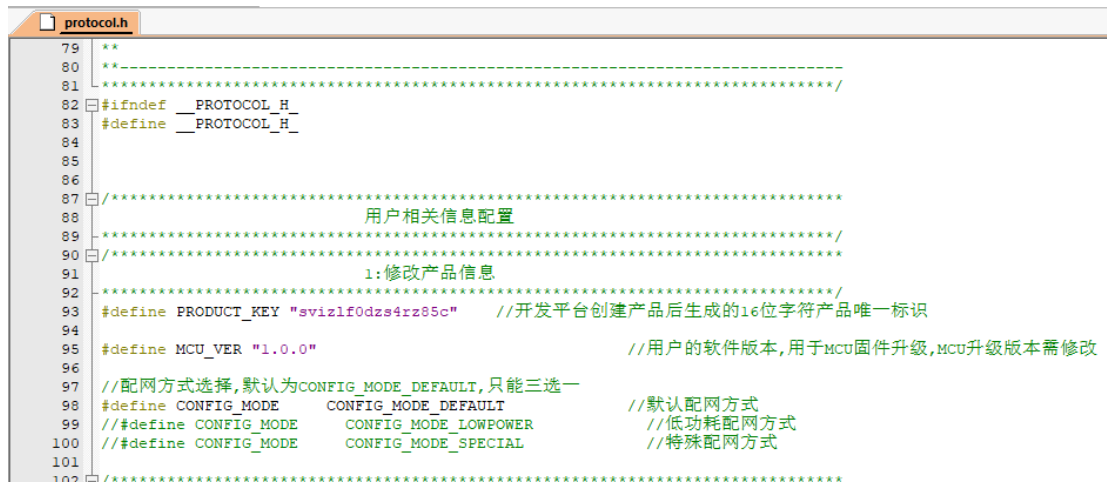 protocol.h
79 **
80 **-----------------------------------------------------------------------------
81 ******************************************************************************/
82 #ifndef __PROTOCOL_H_
83 #define __PROTOCOL_H_
84
85
86
87 /******************************************************************************
88 用户相关信息配置
89 ******************************************************************************/
90 /******************************************************************************
91 1:修改产品信息
92 ******************************************************************************/
93 #define PRODUCT_KEY "svizlf0dzs4rz85c" //开发平台创建产品后生成的16位字符产品唯一标识
94
95 #define MCU_VER "1.0.0" //用户的软件版本,用于MCU固件升级,MCU升级版本需修改
96
97 //配网方式选择,默认为CONFIG_MODE_DEFAULT,只能三选一
98 #define CONFIG_MODE CONFIG_MODE_DEFAULT //默认配网方式
99 //#define CONFIG_MODE CONFIG_MODE_LOWPOWER //低功耗配网方式
100 //#define CONFIG_MODE CONFIG_MODE_SPECIAL //特殊配网方式
101
102 /******************************************************************************